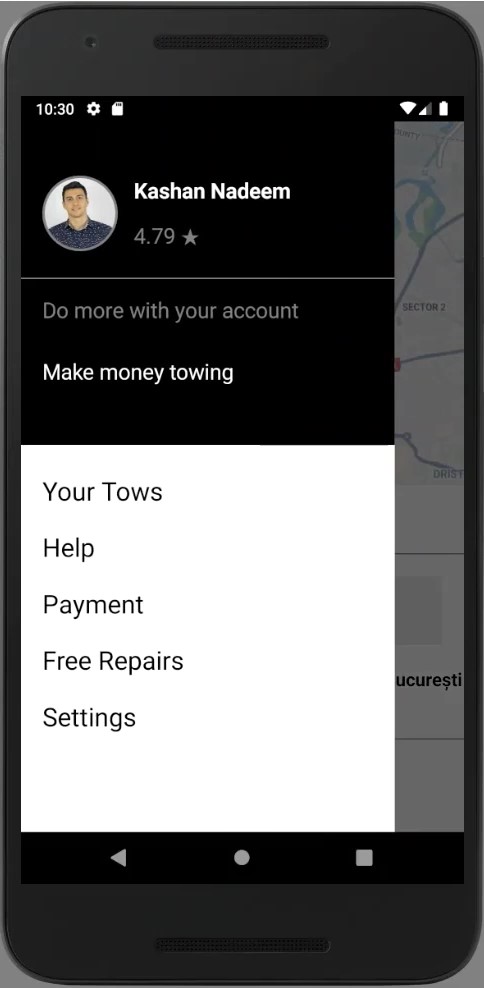 10:30
COUNTY
Kashan Nadeem
4.79 ★
SECTOR 2
Do more with your account
Make money towing
DRIST
Your Tows
Help
Payment
Free Repairs
ucurești
Settings